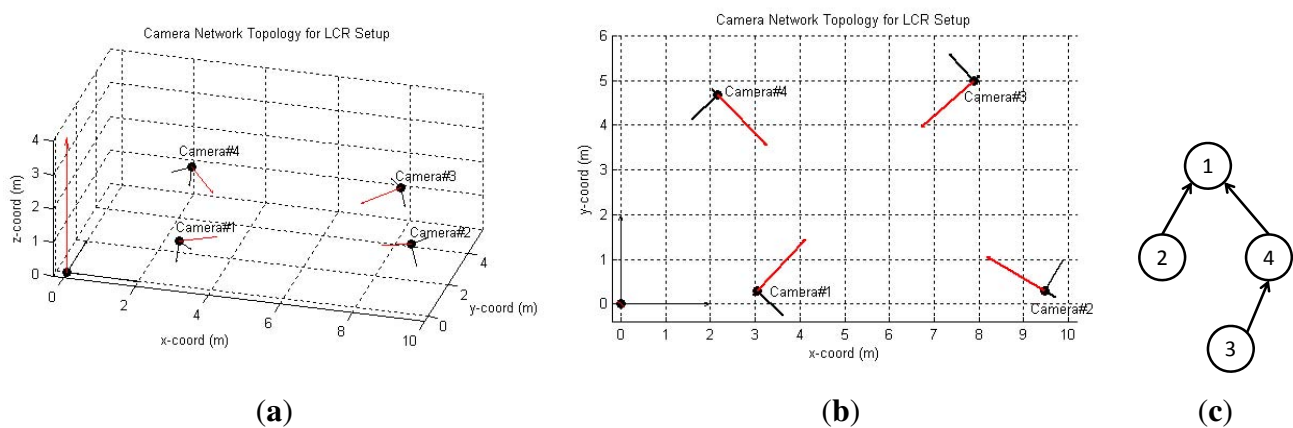 Camera Network Topology for LCR Setup
4
3
2
1
0
z-coord (m)
Camera#4
Camera#3
Camera#1
Camera#2
0
2
4
6
8
10
x-coord (m)
0
2
4
y-coord (m)
(a)
Camera Network Topology for LCR Setup
6
5
4
3
2
1
0
y-coord (m)
Camera#4
Camera#3
Camera#1
Camera#2
0 1 2 3 4 5 6 7 8 9 10
x-coord (m)
(b)
1
2
4
3
(c)